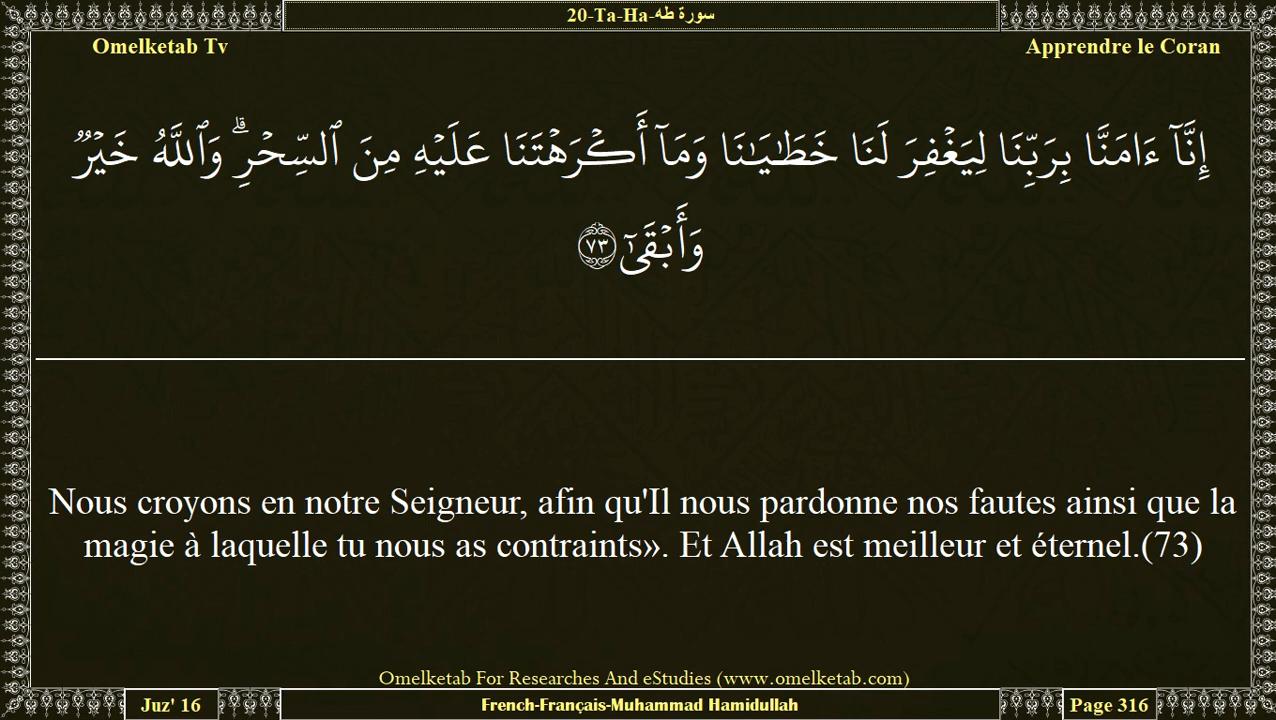 20-Ta-Ha-سورة طه
Omelketab Tv
Apprendre le Coran
إِنَّآ ءَامَنَّا بِرَبِّنَا لِيَغْفِرَ لَنَا خَطَٰيَٰنَا وَمَآ أَكْرَهْتَنَا عَلَيْهِ مِنَ ٱلسِّحْرِ ۗ وَٱللَّهُ خَيْرٌ
وَأَبْقَىٰٓ ٧٣
Nous croyons en notre Seigneur, afin qu'Il nous pardonne nos fautes ainsi que la
magie à laquelle tu nous as contraints». Et Allah est meilleur et éternel.(73)
Omelketab For Researches And eStudies (www.omelketab.com)
Juz' 16
French-Français-Muhammad Hamidullah
Page 316